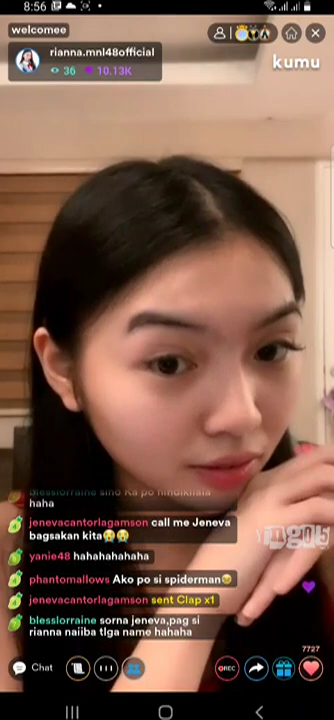 8:56
welcomee
rianna.mnl48official
36 10.13K
kumu
haha
jenevacantorlagamson call me Jeneva
bagsakan kita😭😭
yanie48 hahahahahaha
phantomallows Ako po si spiderman🥹
jenevacantorlagamson sent Clap x1
blesslorraine sorna jeneva,pag si
rianna naiiba tlga name hahaha
7727
Chat
REC